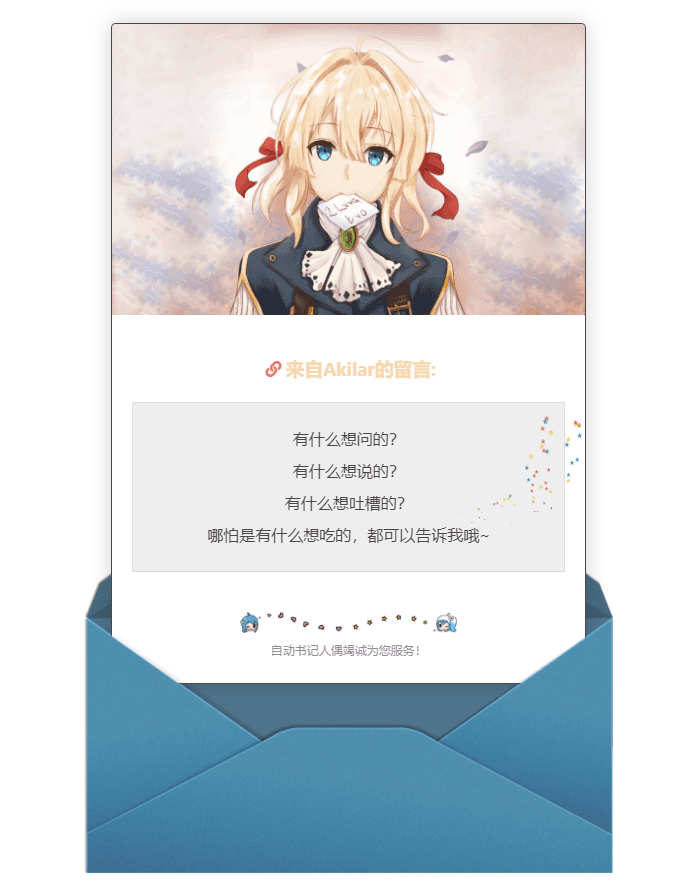 来自Akilar的留言:
有什么想问的?
有什么想说的?
有什么想吐槽的?
哪怕是有什么想吃的，都可以告诉我哦~
自动书记人偶竭诚为您服务!